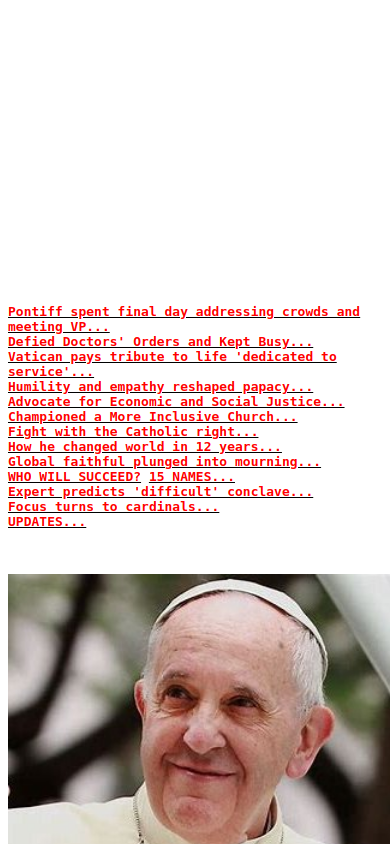 Pontiff spent final day addressing crowds and
meeting VP...
Defied Doctors' Orders and Kept Busy...
Vatican pays tribute to life 'dedicated to
service'...
Humility and empathy reshaped papacy...
Advocate for Economic and Social Justice...
Championed a More Inclusive Church...
Fight with the Catholic right...
How he changed world in 12 years...
Global faithful plunged into mourning...
WHO WILL SUCCEED? 15 NAMES...
Expert predicts 'difficult' conclave...
Focus turns to cardinals...
UPDATES...